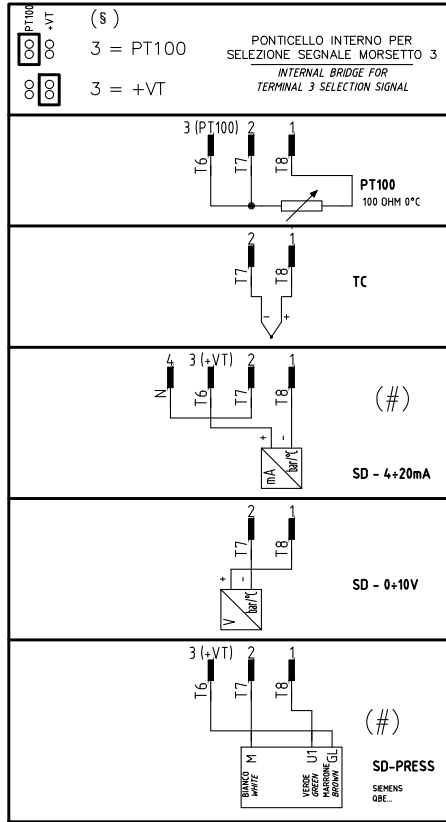 PT100
+VT
(§)
3 = PT100
3 = +VT
PONTICELLO INTERNO PER
SELEZIONE SEGNALE MORSETTO 3
INTERNAL BRIDGE FOR
TERMINAL 3 SELECTION SIGNAL
3 (PT100) 2 1
T6 T7 T8
PT100
100 OHM 0°C
2 1
T7 T8
- +
TC
4 3 (+VT) 2 1
N T6 T7 T8
(#)
+ -
mA bar/°C
SD - 4÷20mA
2 1
T7 T8
+ -
V bar/°C
SD - 0÷10V
3 (+VT) 2 1
T6 T7 T8
(#)
M U1 GL
BIANCO VERDE MARRONE
WHITE GREEN BROWN
SD-PRESS
SIEMENS
QBE...